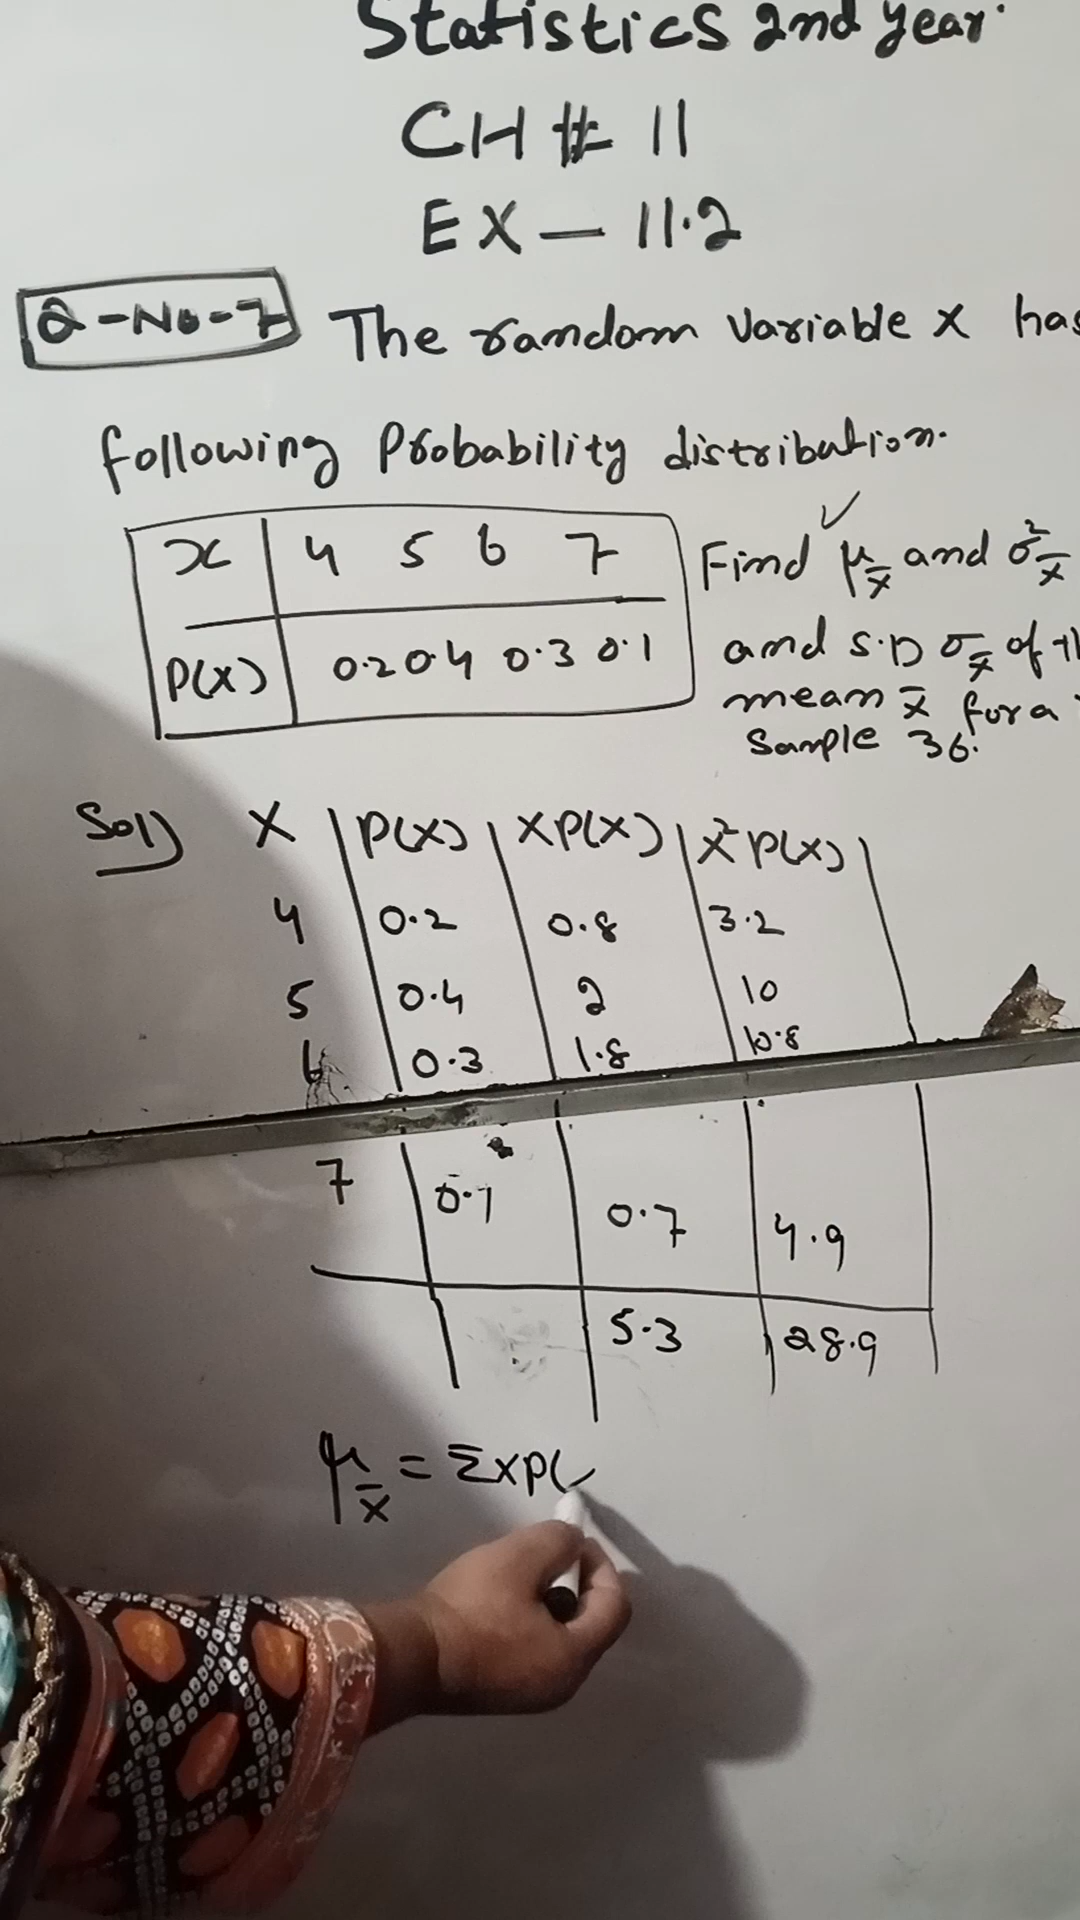 Statistics 2nd year.
CH # 11
EX — 11.2
Q-No-7 The random variable x has
following Probability distribution.
x 4 5 6 7
P(x) 0.2 0.4 0.3 0.1
Find μx̄ and σ²x̄
and S.D σx̄ of th
mean x̄ for a
Sample 36.
Sol) X P(X) XP(X) X²P(X)
4 0.2 0.8 3.2
5 0.4 2 10
6 0.3 1.8 10.8
7 0.1 0.7 4.9
5.3 28.9
μx̄ = ΣXP(